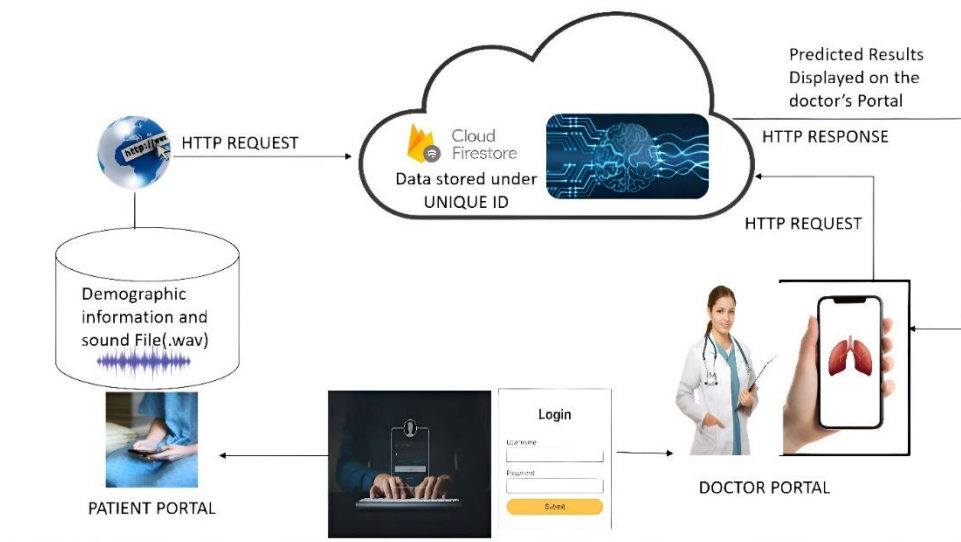 Predicted Results
Displayed on the
doctor's Portal
HTTP RESPONSE
HTTP REQUEST
Cloud
Firestore
Data stored under
UNIQUE ID
HTTP REQUEST
Demographic
information and
sound File(.wav)
Login
Username
Password
Submit
PATIENT PORTAL
DOCTOR PORTAL